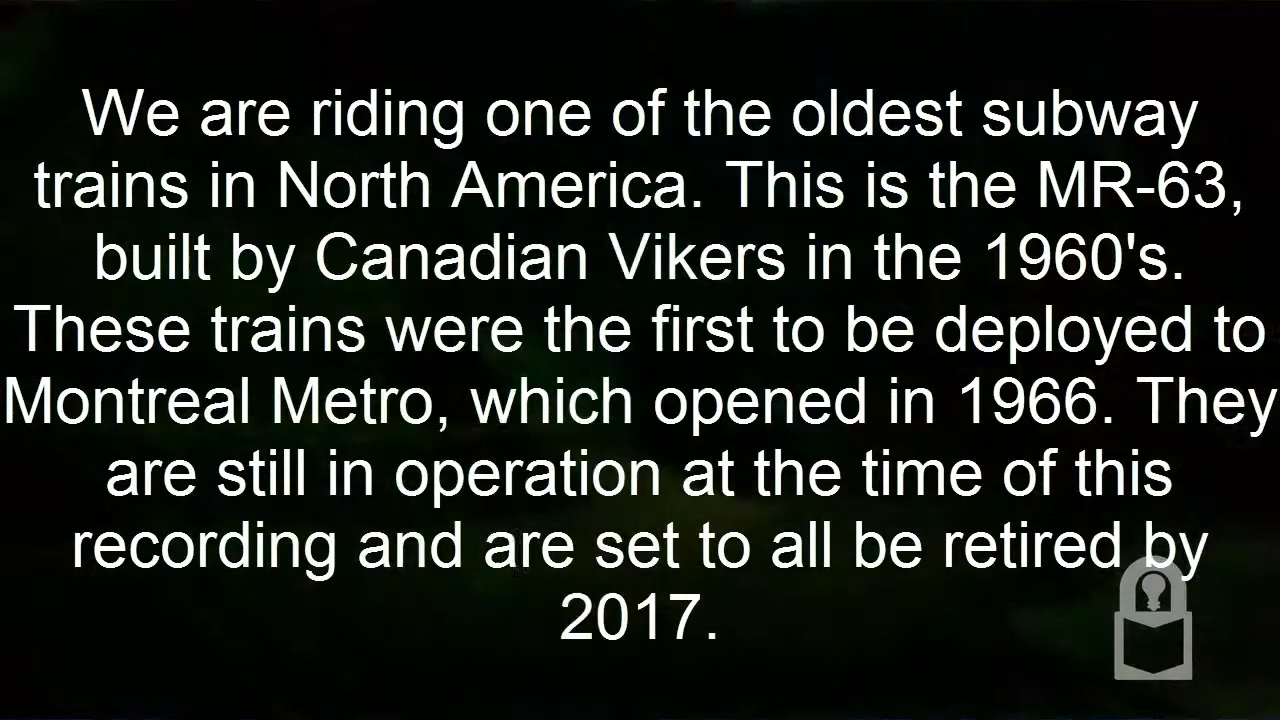 We are riding one of the oldest subway
trains in North America. This is the MR-63,
built by Canadian Vikers in the 1960's.
These trains were the first to be deployed to
Montreal Metro, which opened in 1966. They
are still in operation at the time of this
recording and are set to all be retired by
2017.